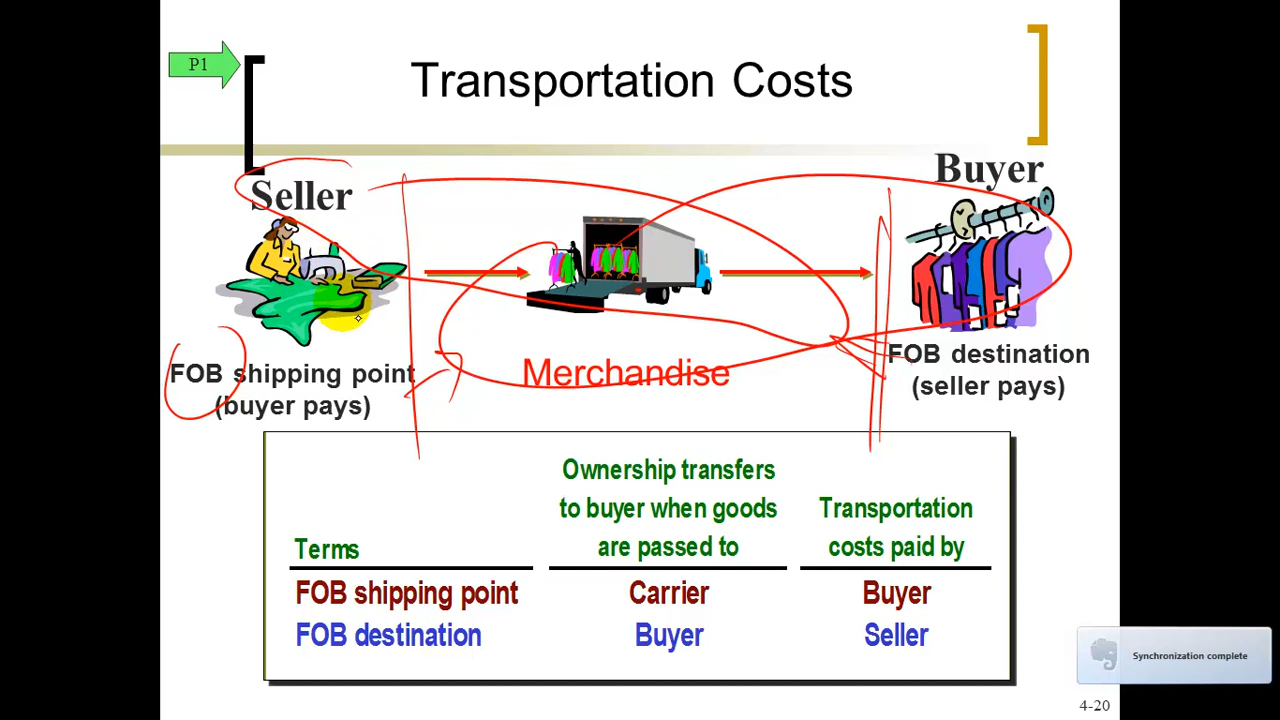 P1
Transportation Costs
Seller
Buyer
FOB shipping point
(buyer pays)
Merchandise
FOB destination
(seller pays)
Ownership transfers
to buyer when goods
are passed to
Transportation
costs paid by
Terms
FOB shipping point Carrier Buyer
FOB destination Buyer Seller
Synchronization complete
4-20